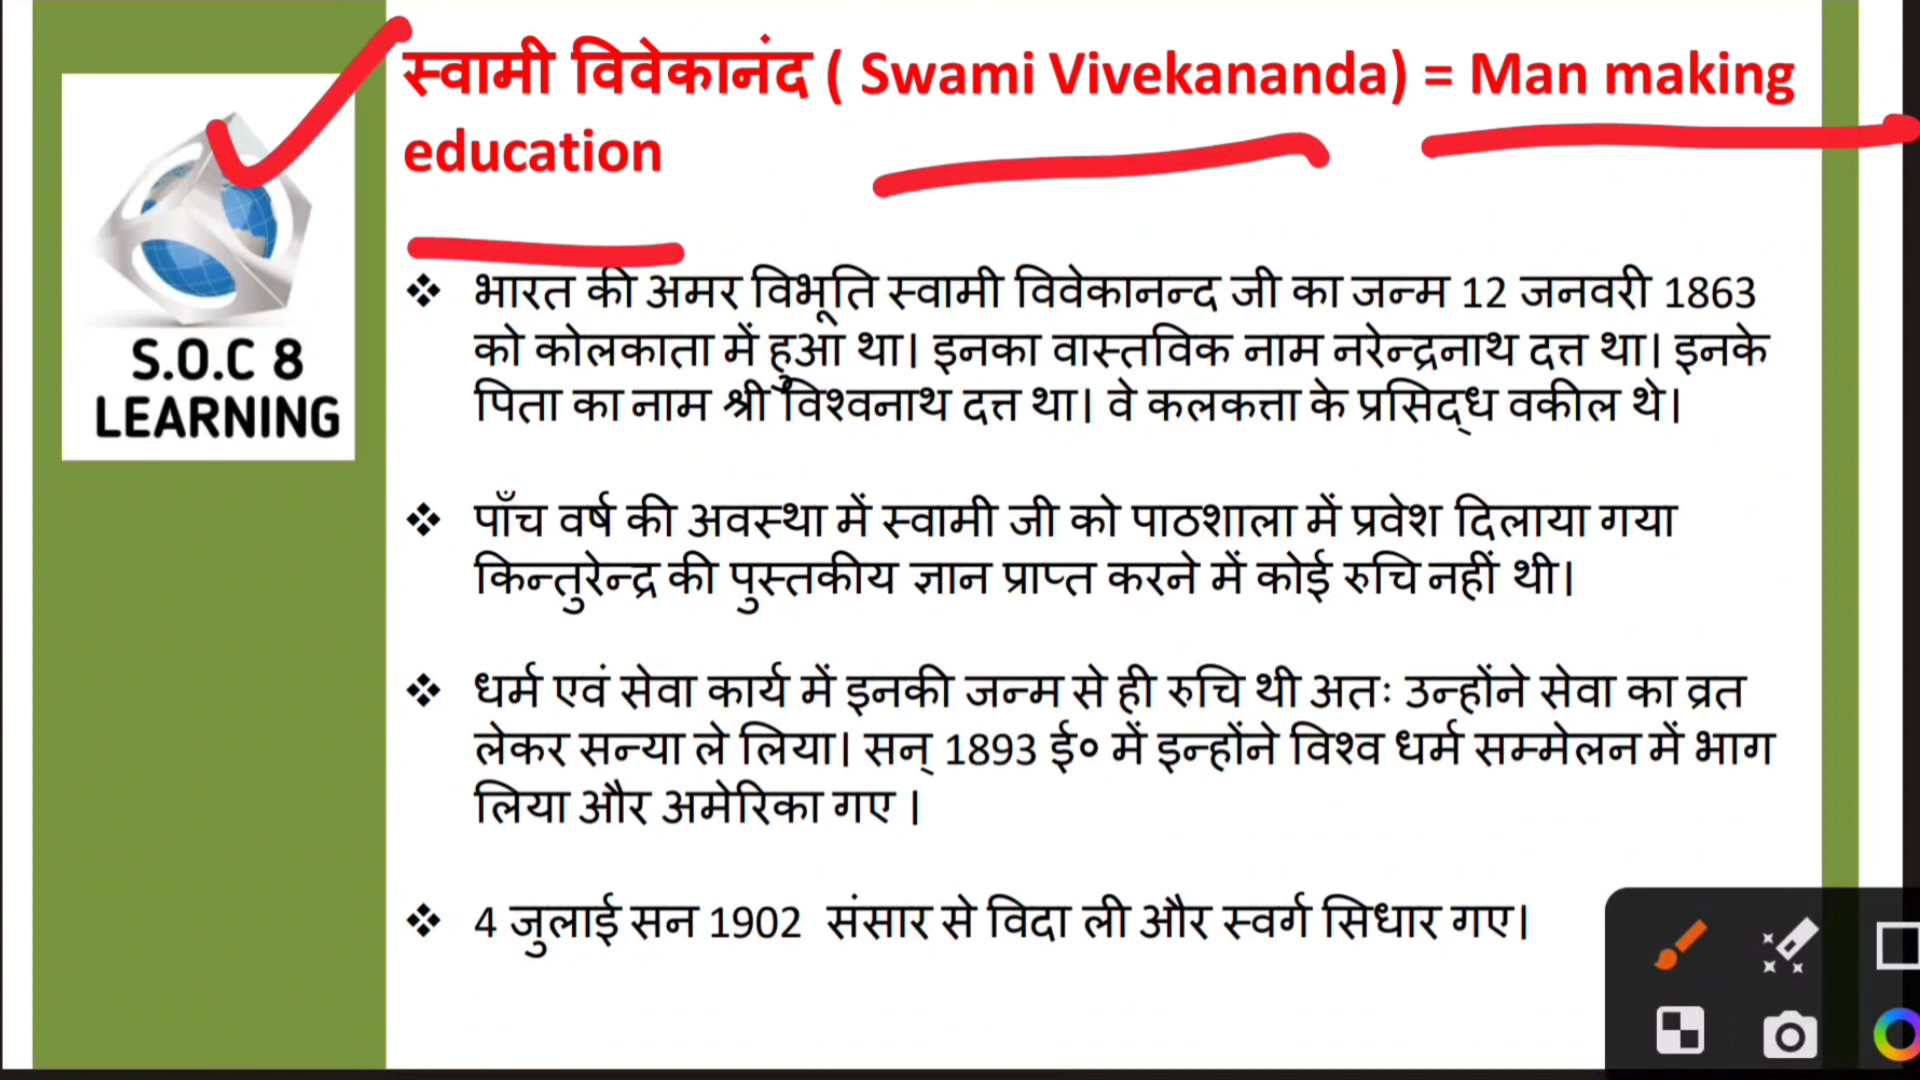 स्वामी विवेकानंद ( Swami Vivekananda) = Man making
education
S.O.C 8
LEARNING
❖ भारत की अमर विभूति स्वामी विवेकानन्द जी का जन्म 12 जनवरी 1863
को कोलकाता में हुआ था। इनका वास्तविक नाम नरेन्द्रनाथ दत्त था। इनके
पिता का नाम श्री विश्वनाथ दत्त था। वे कलकत्ता के प्रसिद्ध वकील थे।
❖ पाँच वर्ष की अवस्था में स्वामी जी को पाठशाला में प्रवेश दिलाया गया
किन्तुरेन्द्र की पुस्तकीय ज्ञान प्राप्त करने में कोई रुचि नहीं थी।
❖ धर्म एवं सेवा कार्य में इनकी जन्म से ही रुचि थी अतः उन्होंने सेवा का व्रत
लेकर सन्या ले लिया। सन् 1893 ई० में इन्होंने विश्व धर्म सम्मेलन में भाग
लिया और अमेरिका गए ।
❖ 4 जुलाई सन 1902 संसार से विदा ली और स्वर्ग सिधार गए।